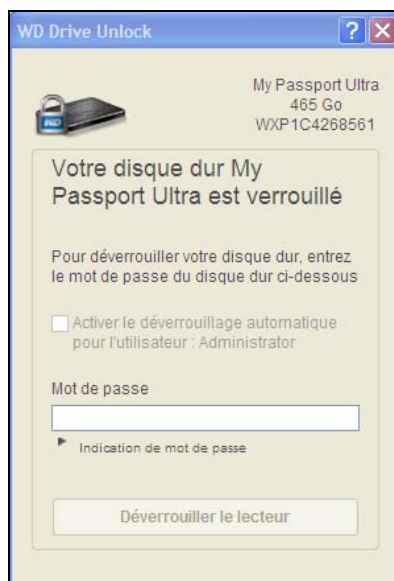 WD Drive Unlock
My Passport Ultra
465 Go
WXP1C4268561
WD
Votre disque dur My
Passport Ultra est verrouillé
Pour déverrouiller votre disque dur, entrez
le mot de passe du disque dur ci-dessous
Activer le déverrouillage automatique
pour l'utilisateur : Administrator
Mot de passe
Indication de mot de passe
Déverrouiller le lecteur